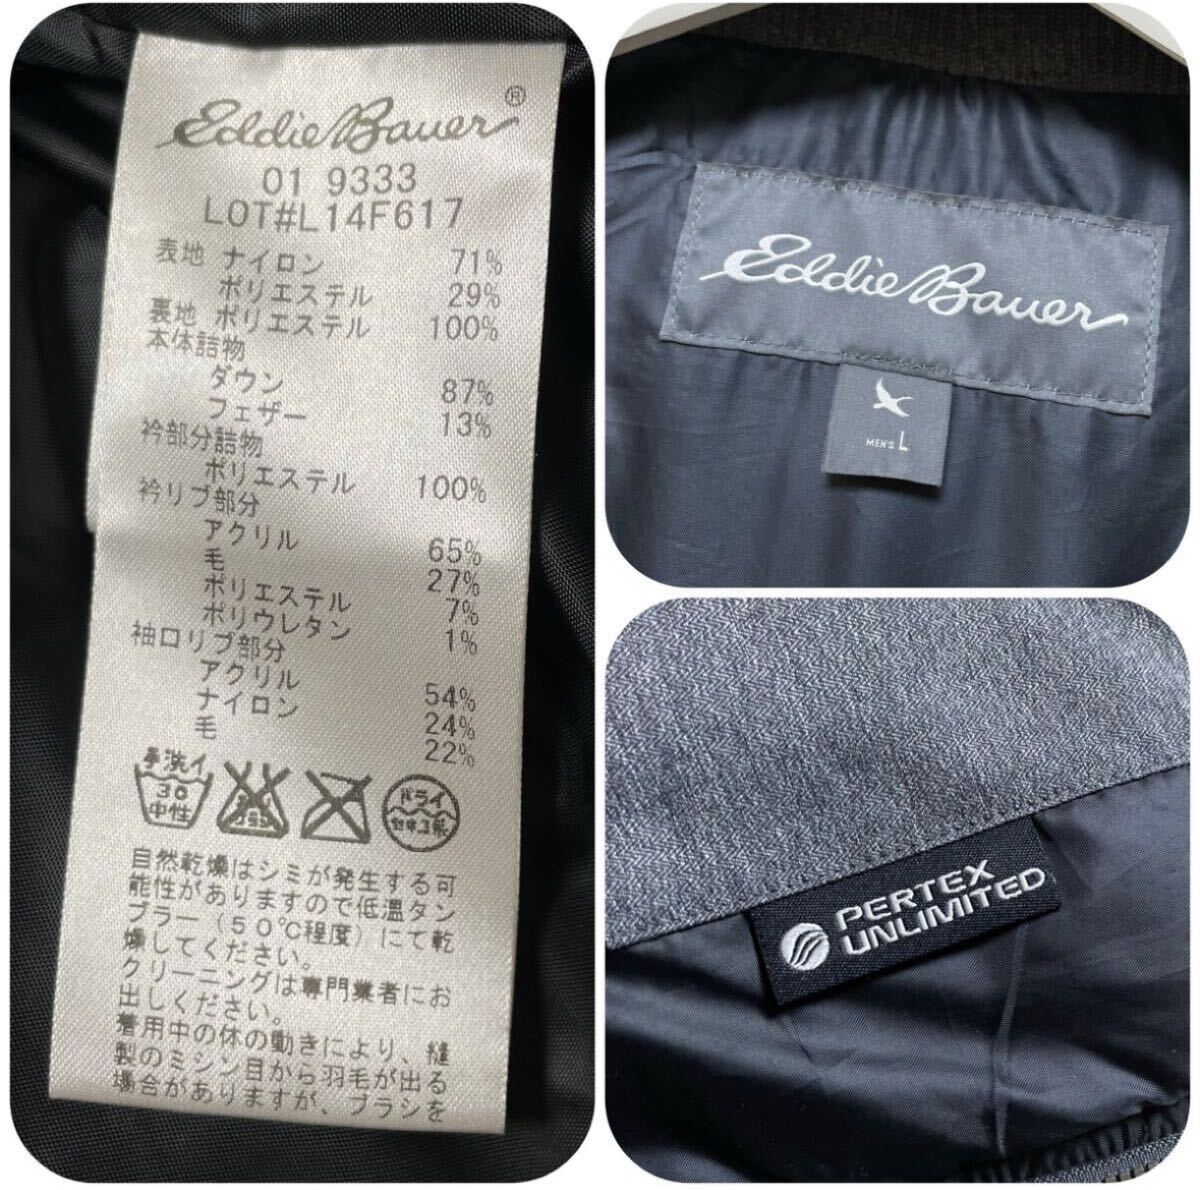 Eddie Bauer®
01 9333
LOT#L14F617
表地 ナイロン 71%
ポリエステル 29%
裏地 ポリエステル 100%
本体詰物
ダウン 87%
フェザー 13%
衿部分詰物
ポリエステル 100%
衿リブ部分
アクリル 65%
毛 27%
ポリエステル 7%
ポリウレタン 1%
袖口リブ部分
アクリル 54%
ナイロン 24%
毛 22%
手洗イ
30
中性
ドライ
自然乾燥はシミが発生する可
能性がありますので低温タン
ブラー（50℃程度）にて乾
燥してください。
クリーニングは専門業者にお
出しください。
着用中の体の動きにより、縫
製のミシン目から羽毛が出る
場合がありますが、ブラシを
Eddie Bauer
MEN'S L
PERTEX
UNLIMITED